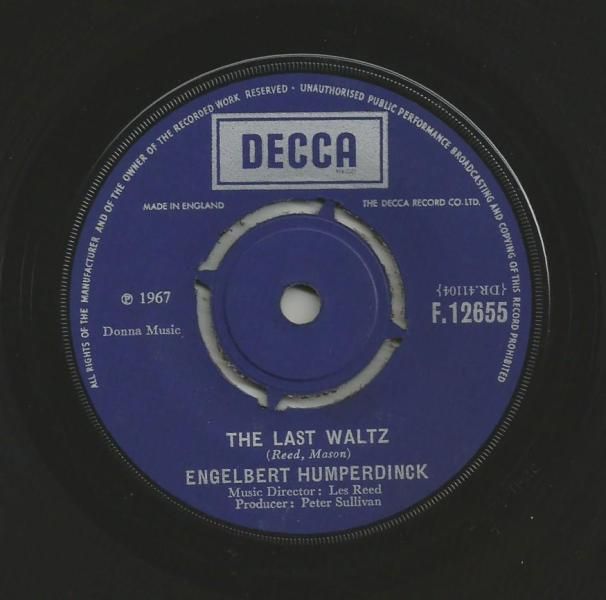 ALL RIGHTS OF THE MANUFACTURER AND OF THE OWNER OF THE RECORDED WORK RESERVED · UNAUTHORISED PUBLIC PERFORMANCE BROADCASTING AND COPYING OF THIS RECORD PROHIBITED
DECCA
MADE IN ENGLAND
THE DECCA RECORD CO. LTD.
℗ 1967
Donna Music
{DR.41104}
F.12655
THE LAST WALTZ
(Reed, Mason)
ENGELBERT HUMPERDINCK
Music Director: Les Reed
Producer: Peter Sullivan